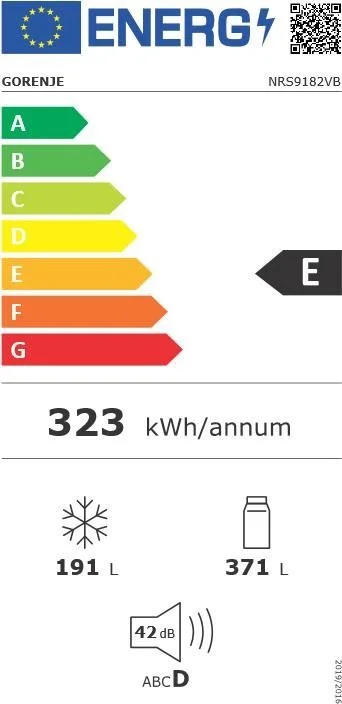 ENERG
GORENJE NRS9182VB
A
B
C
D
E
E
F
G
323 kWh/annum
191 L 371 L
42 dB
ABCD
2019/2016